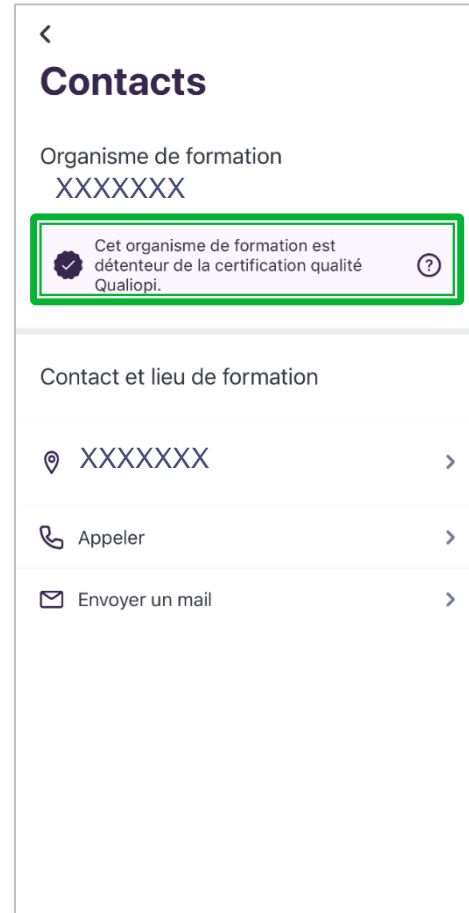 Contacts
Organisme de formation
XXXXXXX
Cet organisme de formation est
détenteur de la certification qualité
Qualiopi.
?
Contact et lieu de formation
XXXXXXX
Appeler
Envoyer un mail